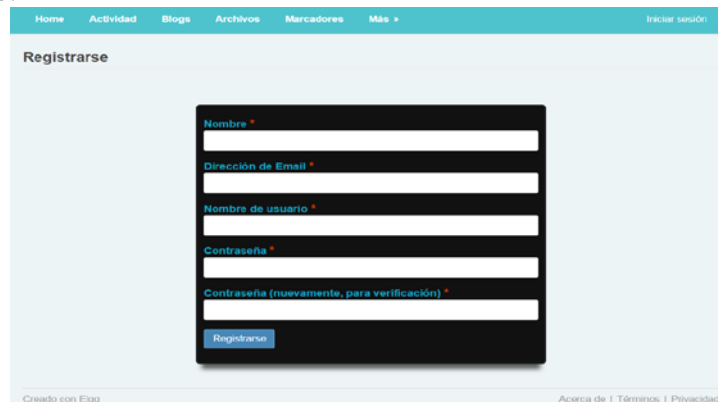 Home Actividad Blogs Archivos Marcadores Más » Iniciar sesión
Registrarse
Nombre *
Dirección de Email *
Nombre de usuario *
Contraseña *
Contraseña (nuevamente, para verificación) *
Registrarse
Creado con Elgg Acerca de | Términos | Privacidad